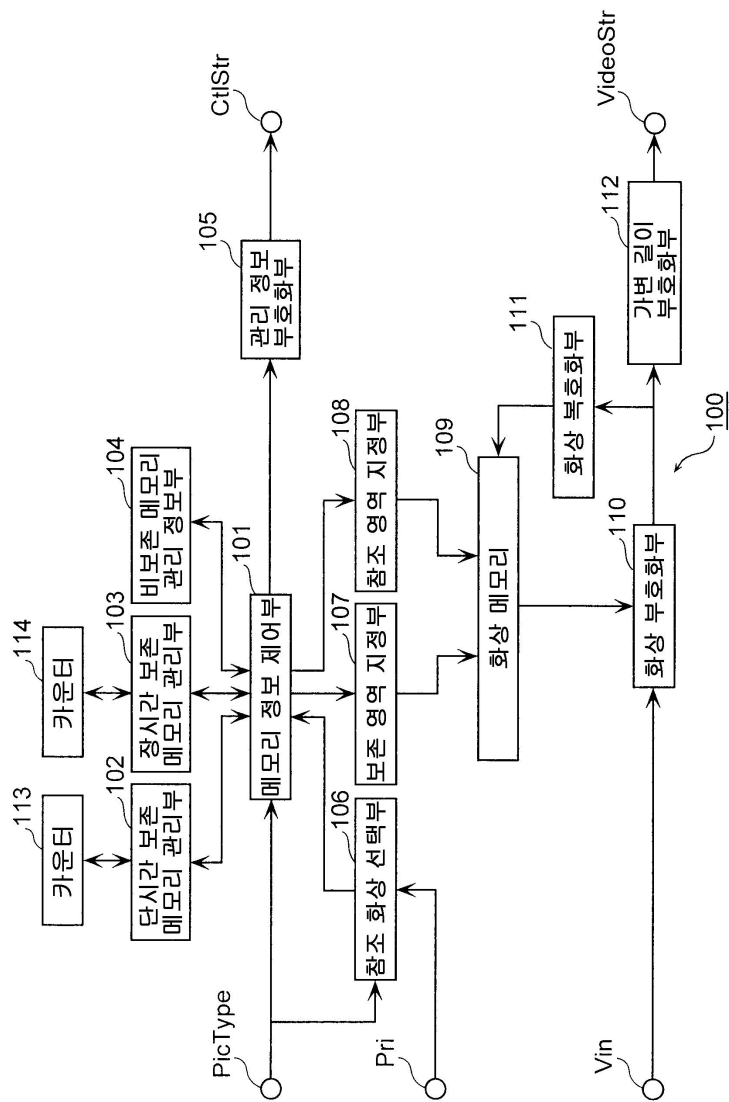 113
카운터
114
카운터
102
단시간 보존
메모리 관리부
103
장시간 보존
메모리 관리부
104
비보존 메모리
관리 정보부
PicType
101
메모리 정보 제어부
105
관리 정보
부호화부
CtlStr
106
참조 화상 선택부
107
보존 영역 지정부
108
참조 영역 지정부
Pri
109
화상 메모리
111
화상 복호화부
Vin
110
화상 부호화부
112
가변 길이
부호화부
VideoStr
100